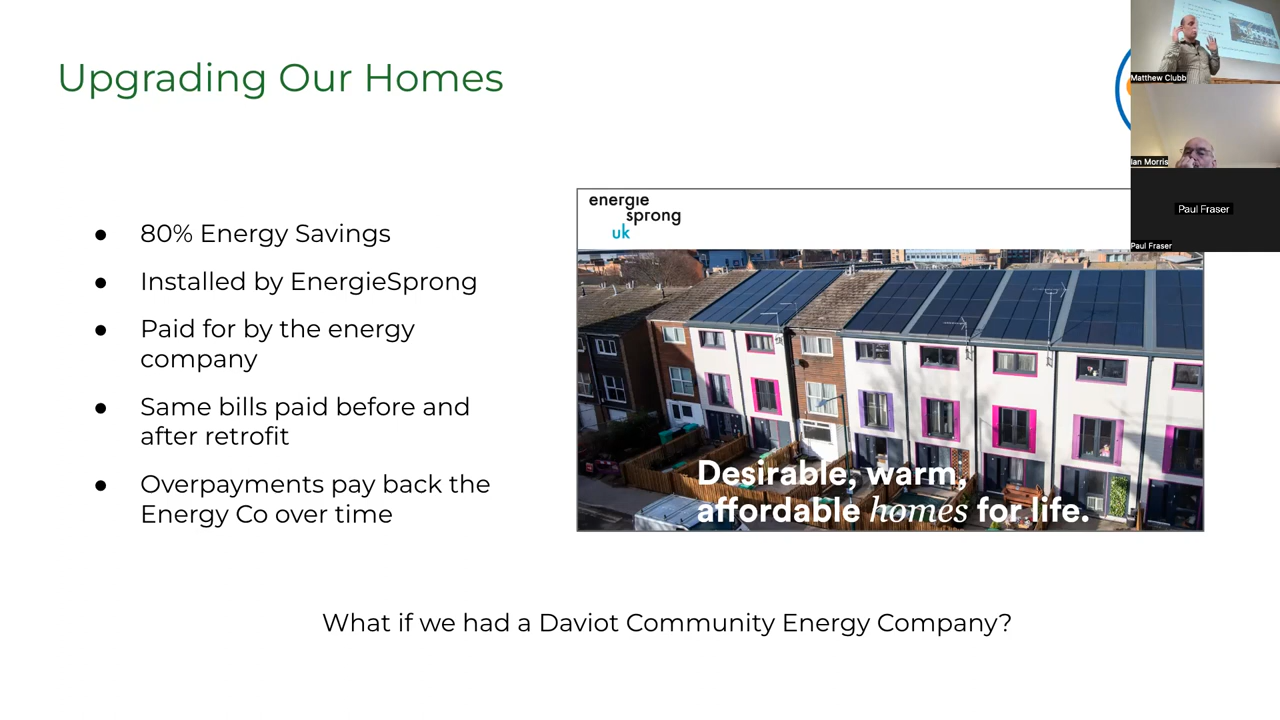 Upgrading Our Homes
● 80% Energy Savings
● Installed by EnergieSprong
● Paid for by the energy
company
● Same bills paid before and
after retrofit
● Overpayments pay back the
Energy Co over time
energie
sprong
uk
Desirable, warm,
affordable homes for life.
What if we had a Daviot Community Energy Company?
Matthew Clubb
Ian Morris
Paul Fraser
Paul Fraser